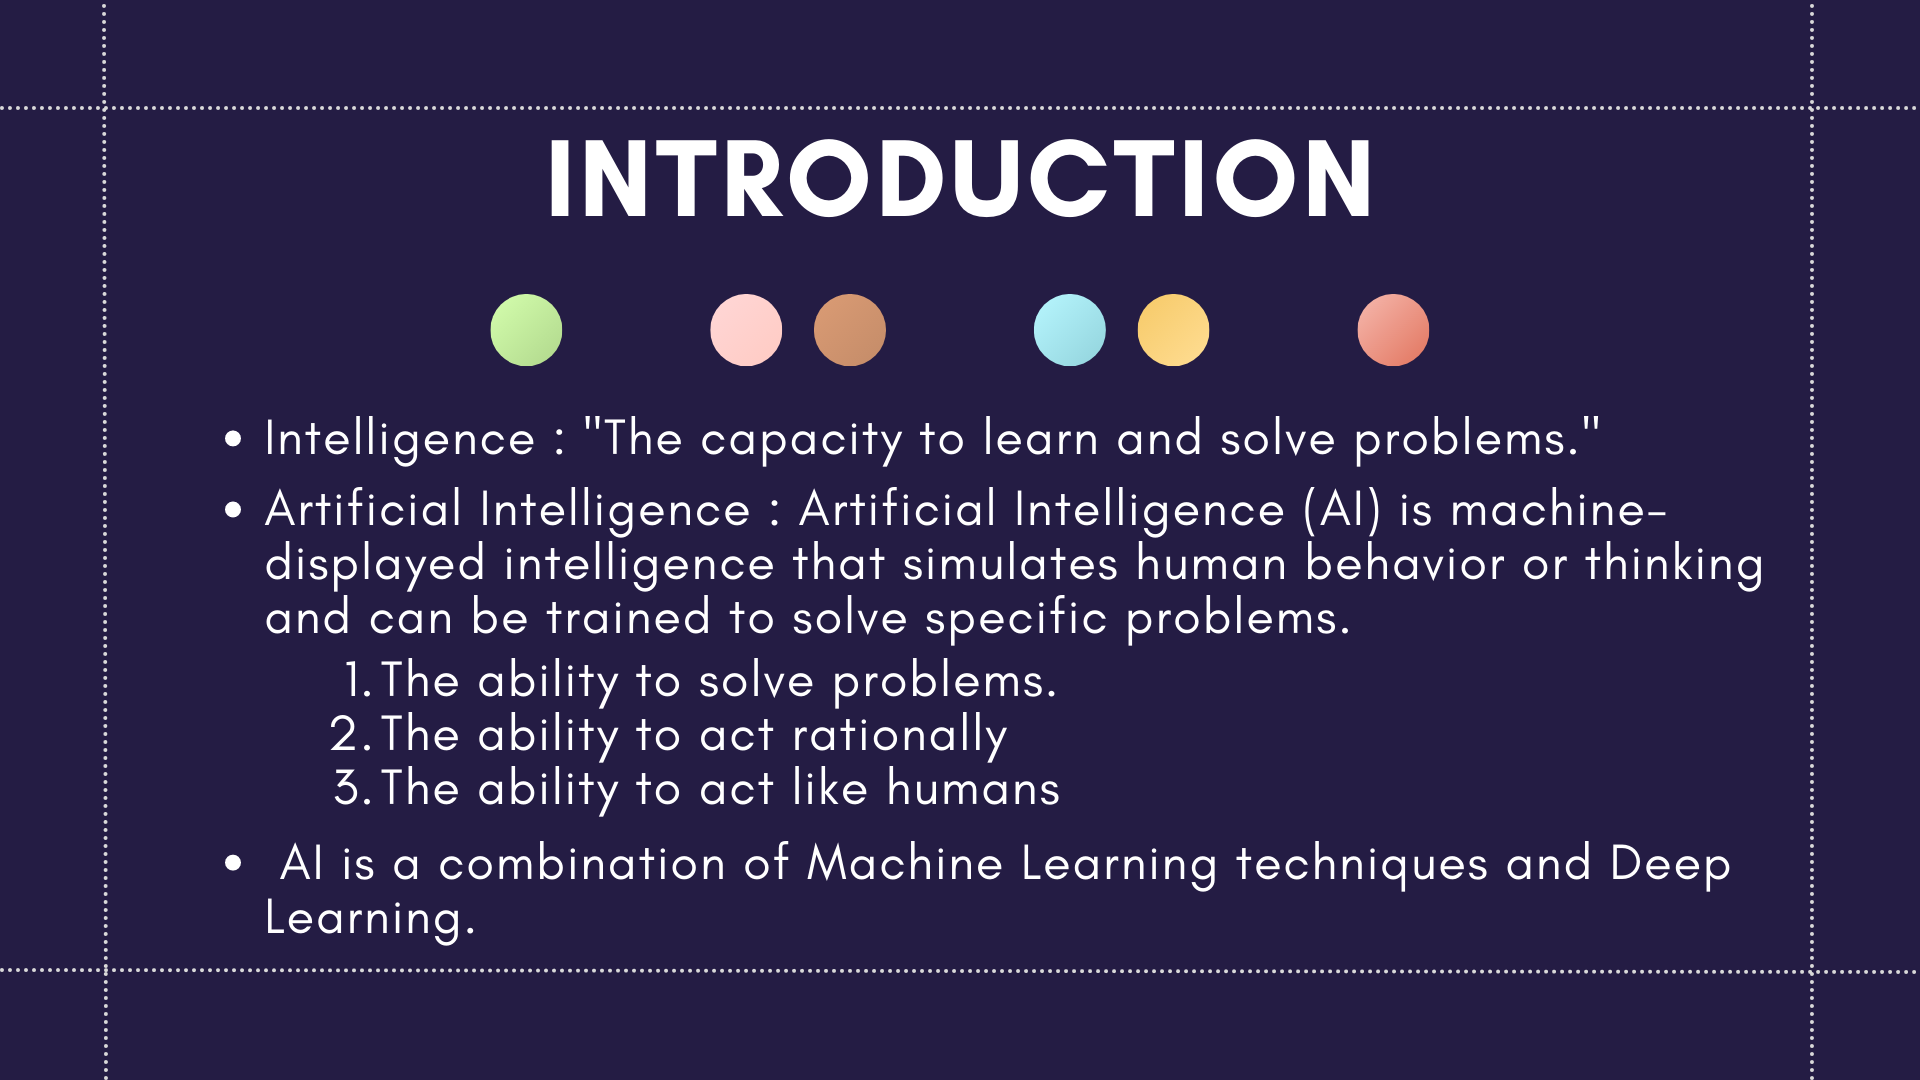 INTRODUCTION
Intelligence : "The capacity to learn and solve problems."
Artificial Intelligence : Artificial Intelligence (AI) is machine-
displayed intelligence that simulates human behavior or thinking
and can be trained to solve specific problems.
1. The ability to solve problems.
2. The ability to act rationally
3. The ability to act like humans
AI is a combination of Machine Learning techniques and Deep
Learning.